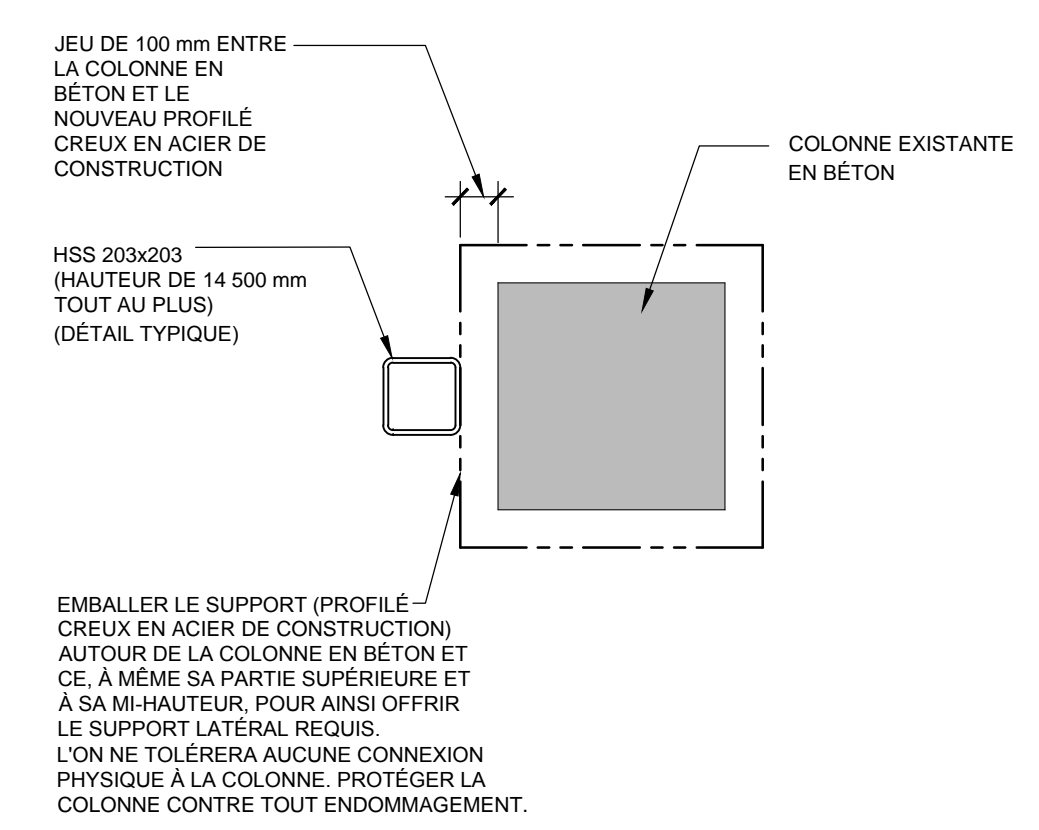 JEU DE 100 mm ENTRE
LA COLONNE EN
BÉTON ET LE
NOUVEAU PROFILÉ
CREUX EN ACIER DE
CONSTRUCTION
COLONNE EXISTANTE
EN BÉTON
HSS 203x203
(HAUTEUR DE 14 500 mm
TOUT AU PLUS)
(DÉTAIL TYPIQUE)
EMBALLER LE SUPPORT (PROFILÉ
CREUX EN ACIER DE CONSTRUCTION)
AUTOUR DE LA COLONNE EN BÉTON ET
CE, À MÊME SA PARTIE SUPÉRIEURE ET
À SA MI-HAUTEUR, POUR AINSI OFFRIR
LE SUPPORT LATÉRAL REQUIS.
L'ON NE TOLÉRERA AUCUNE CONNEXION
PHYSIQUE À LA COLONNE. PROTÉGER LA
COLONNE CONTRE TOUT ENDOMMAGEMENT.